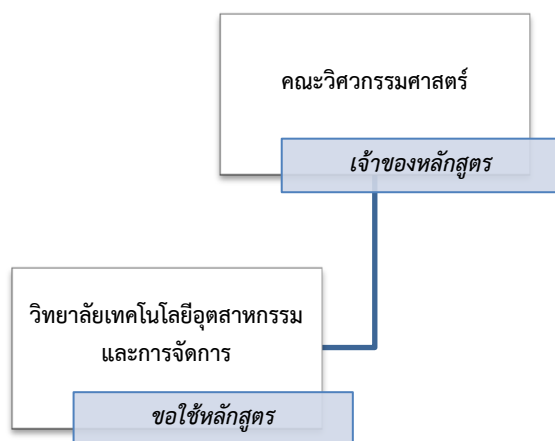 คณะวิศวกรรมศาสตร์
เจ้าของหลักสูตร
วิทยาลัยเทคโนโลยีอุตสาหกรรม
และการจัดการ
ขอใช้หลักสูตร